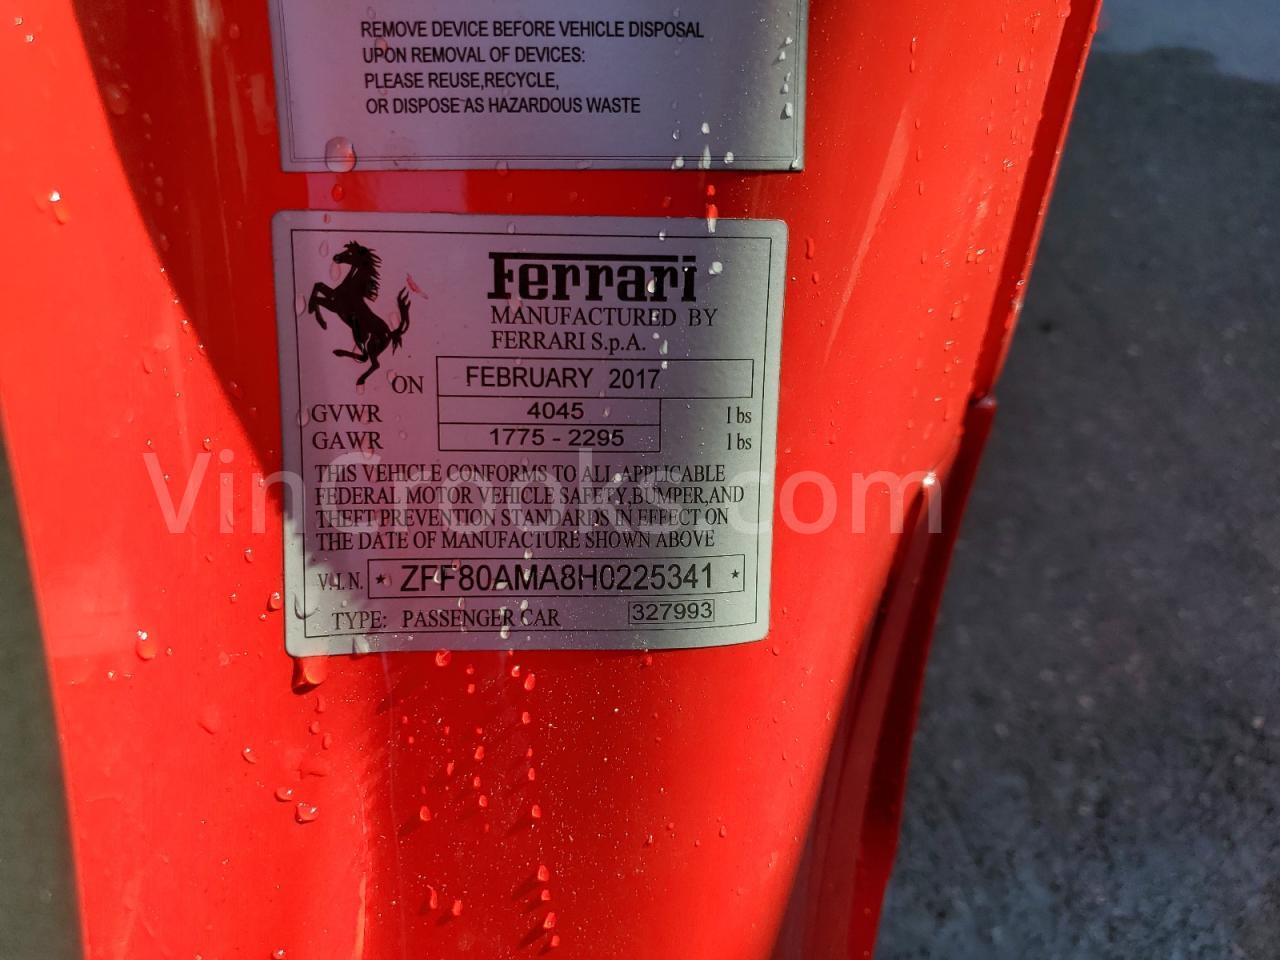 REMOVE DEVICE BEFORE VEHICLE DISPOSAL
UPON REMOVAL OF DEVICES:
PLEASE REUSE,RECYCLE,
OR DISPOSE AS HAZARDOUS WASTE
Ferrari
MANUFACTURED BY
FERRARI S.p.A.
ON FEBRUARY 2017
GVWR 4045 lbs
GAWR 1775 - 2295 lbs
THIS VEHICLE CONFORMS TO ALL APPLICABLE
FEDERAL MOTOR VEHICLE SAFETY,BUMPER,AND
THEFT PREVENTION STANDARDS IN EFFECT ON
THE DATE OF MANUFACTURE SHOWN ABOVE
V.I.N. * ZFF80AMA8H0225341 *
TYPE: PASSENGER CAR 327993